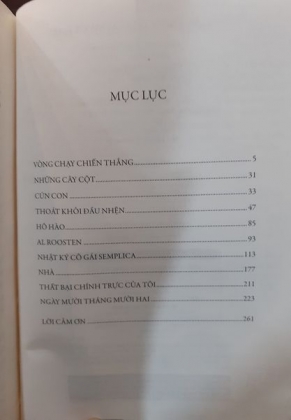 MỤC LỤC
VÒNG CHẠY CHIẾN THẮNG 5
NHỮNG CÂY CỘT 31
CÚN CON 33
THOÁT KHỎI ĐẦU NHỆN 47
HÔ HÀO 85
AL ROOSTEN 93
NHẬT KÝ CÔ GÁI SEMPLICA 113
NHÀ 177
THẤT BẠI CHÍNH TRỰC CỦA TÔI 211
NGÀY MƯỜI THÁNG MƯỜI HAI 223
LỜI CẢM ƠN 261